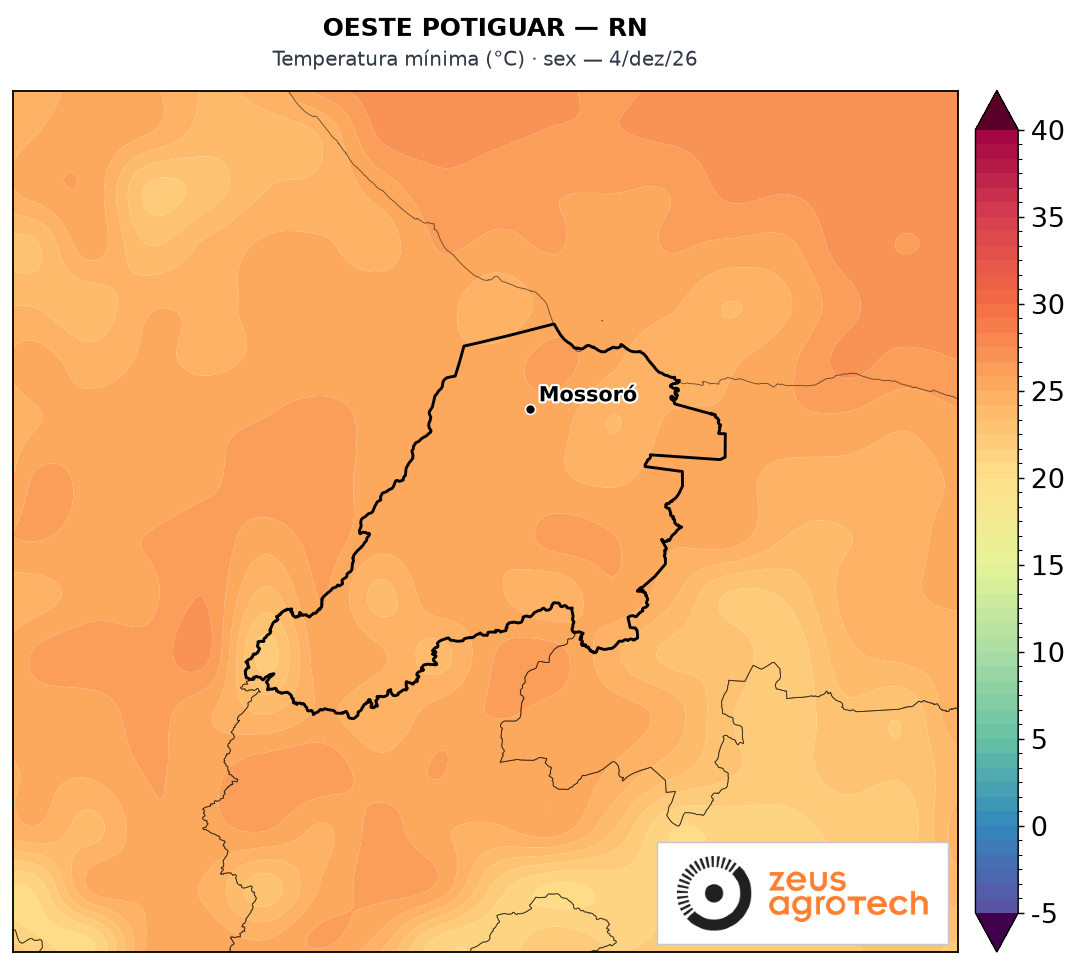 OESTE POTIGUAR — RN
Temperatura mínima (°C) · sex — 4/dez/26
Mossoró
40
35
30
25
20
15
10
5
0
-5
zeus
agrotech